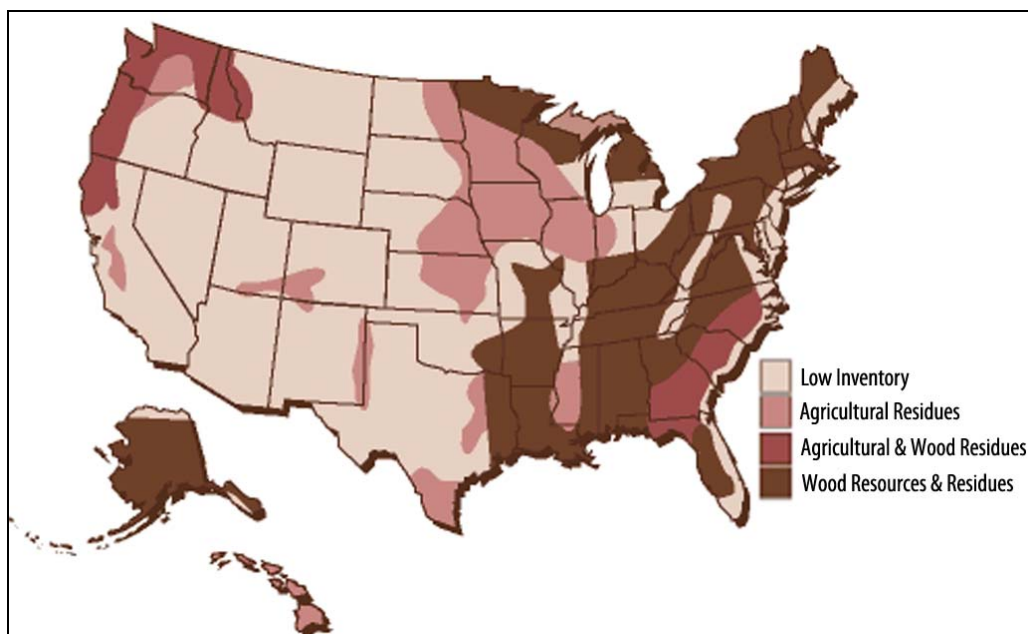 Low Inventory
Agricultural Residues
Agricultural & Wood Residues
Wood Resources & Residues